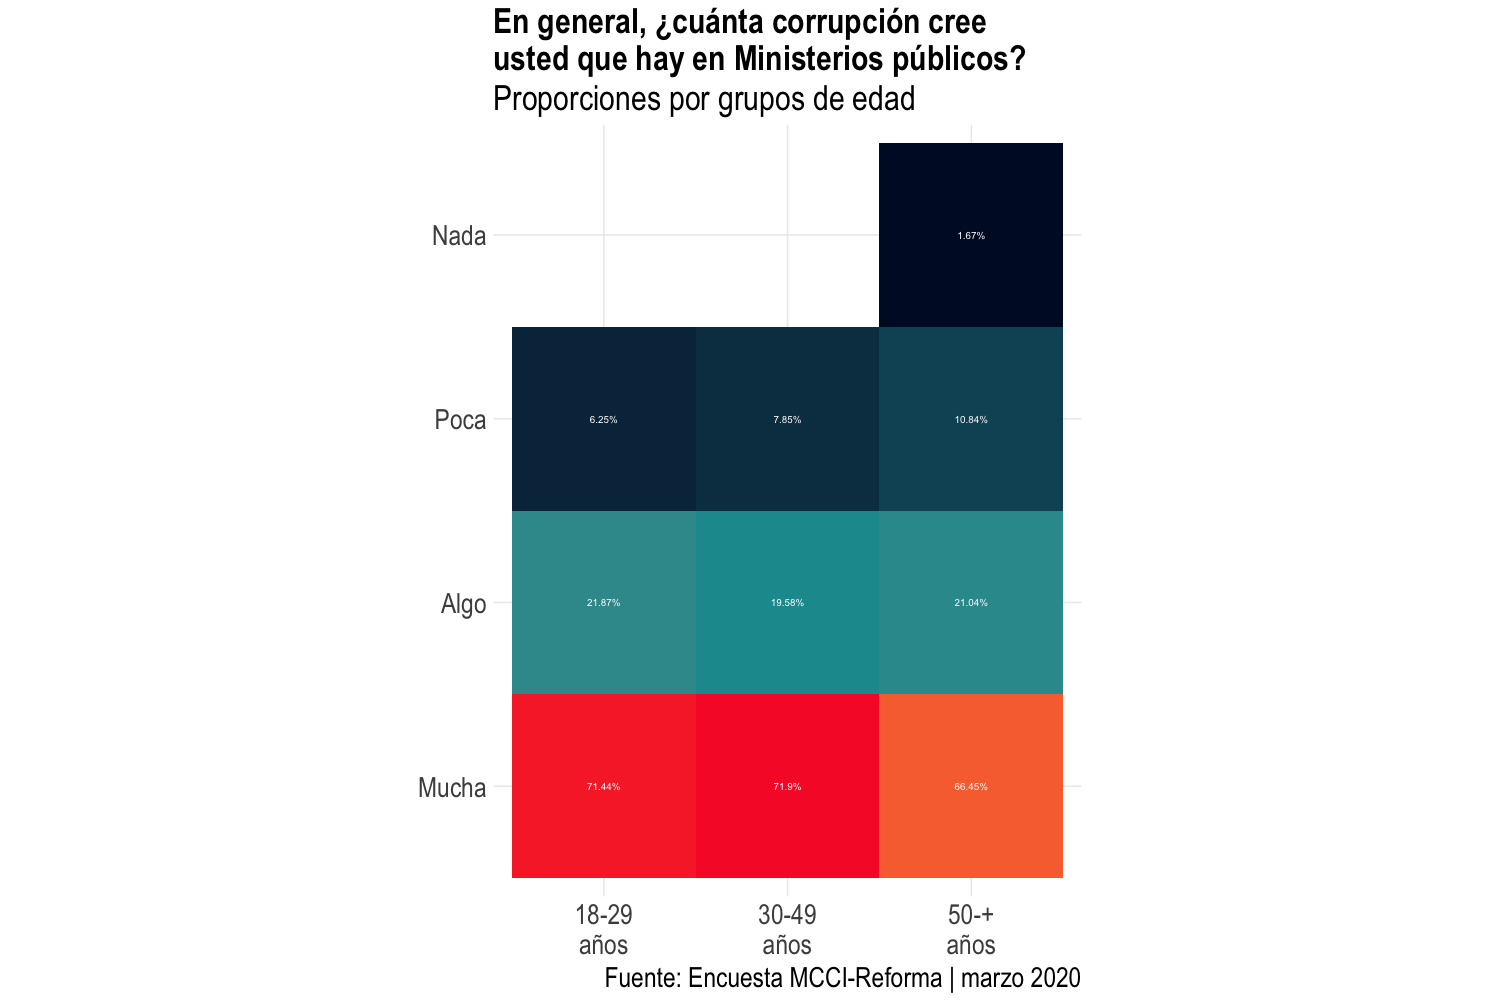 En general, ¿cuánta corrupción cree
usted que hay en Ministerios públicos?
Proporciones por grupos de edad
Nada
1.67%
Poca
6.25%
7.85%
10.84%
Algo
21.87%
19.58%
21.04%
Mucha
71.44%
71.9%
66.45%
18-29
años
30-49
años
50-+
años
Fuente: Encuesta MCCI-Reforma | marzo 2020